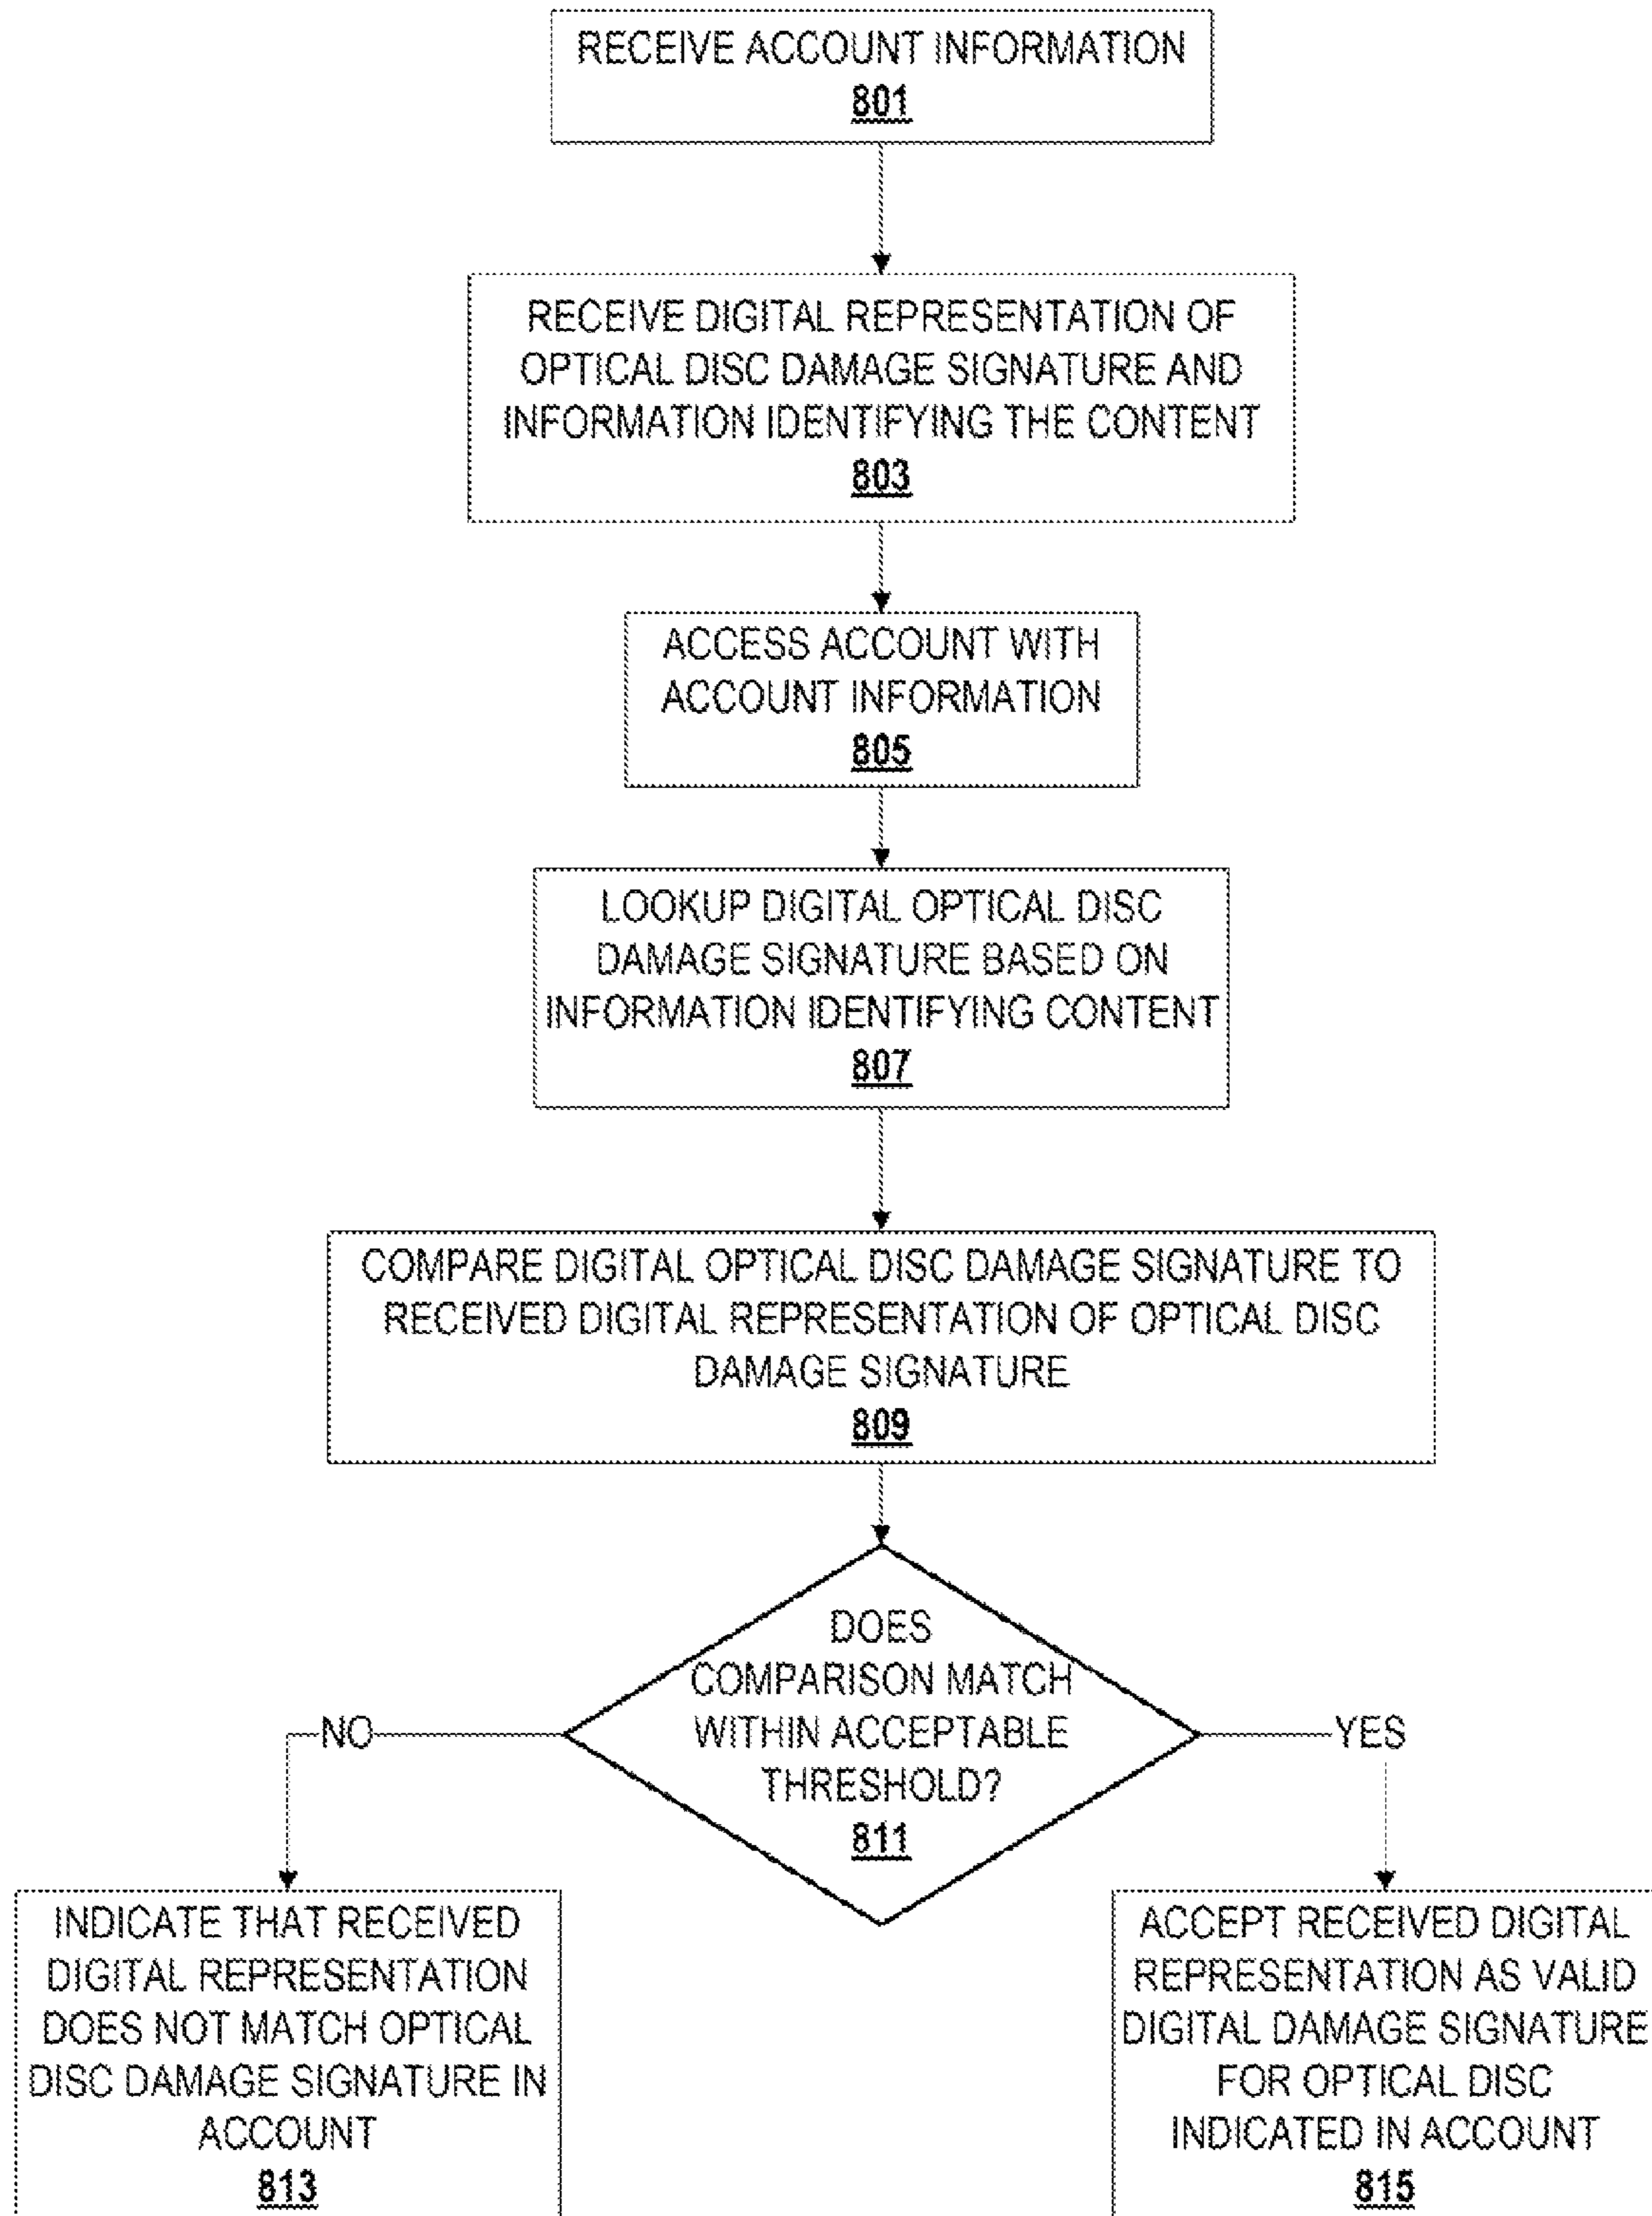 RECEIVE ACCOUNT INFORMATION
801
RECEIVE DIGITAL REPRESENTATION OF
OPTICAL DISC DAMAGE SIGNATURE AND
INFORMATION IDENTIFYING THE CONTENT
803
ACCESS ACCOUNT WITH
ACCOUNT INFORMATION
805
LOOKUP DIGITAL OPTICAL DISC
DAMAGE SIGNATURE BASED ON
INFORMATION IDENTIFYING CONTENT
807
COMPARE DIGITAL OPTICAL DISC DAMAGE SIGNATURE TO
RECEIVED DIGITAL REPRESENTATION OF OPTICAL DISC
DAMAGE SIGNATURE
809
DOES
COMPARISON MATCH
WITHIN ACCEPTABLE
THRESHOLD?
811
NO
YES
INDICATE THAT RECEIVED
DIGITAL REPRESENTATION
DOES NOT MATCH OPTICAL
DISC DAMAGE SIGNATURE IN
ACCOUNT
813
ACCEPT RECEIVED DIGITAL
REPRESENTATION AS VALID
DIGITAL DAMAGE SIGNATURE
FOR OPTICAL DISC
INDICATED IN ACCOUNT
815